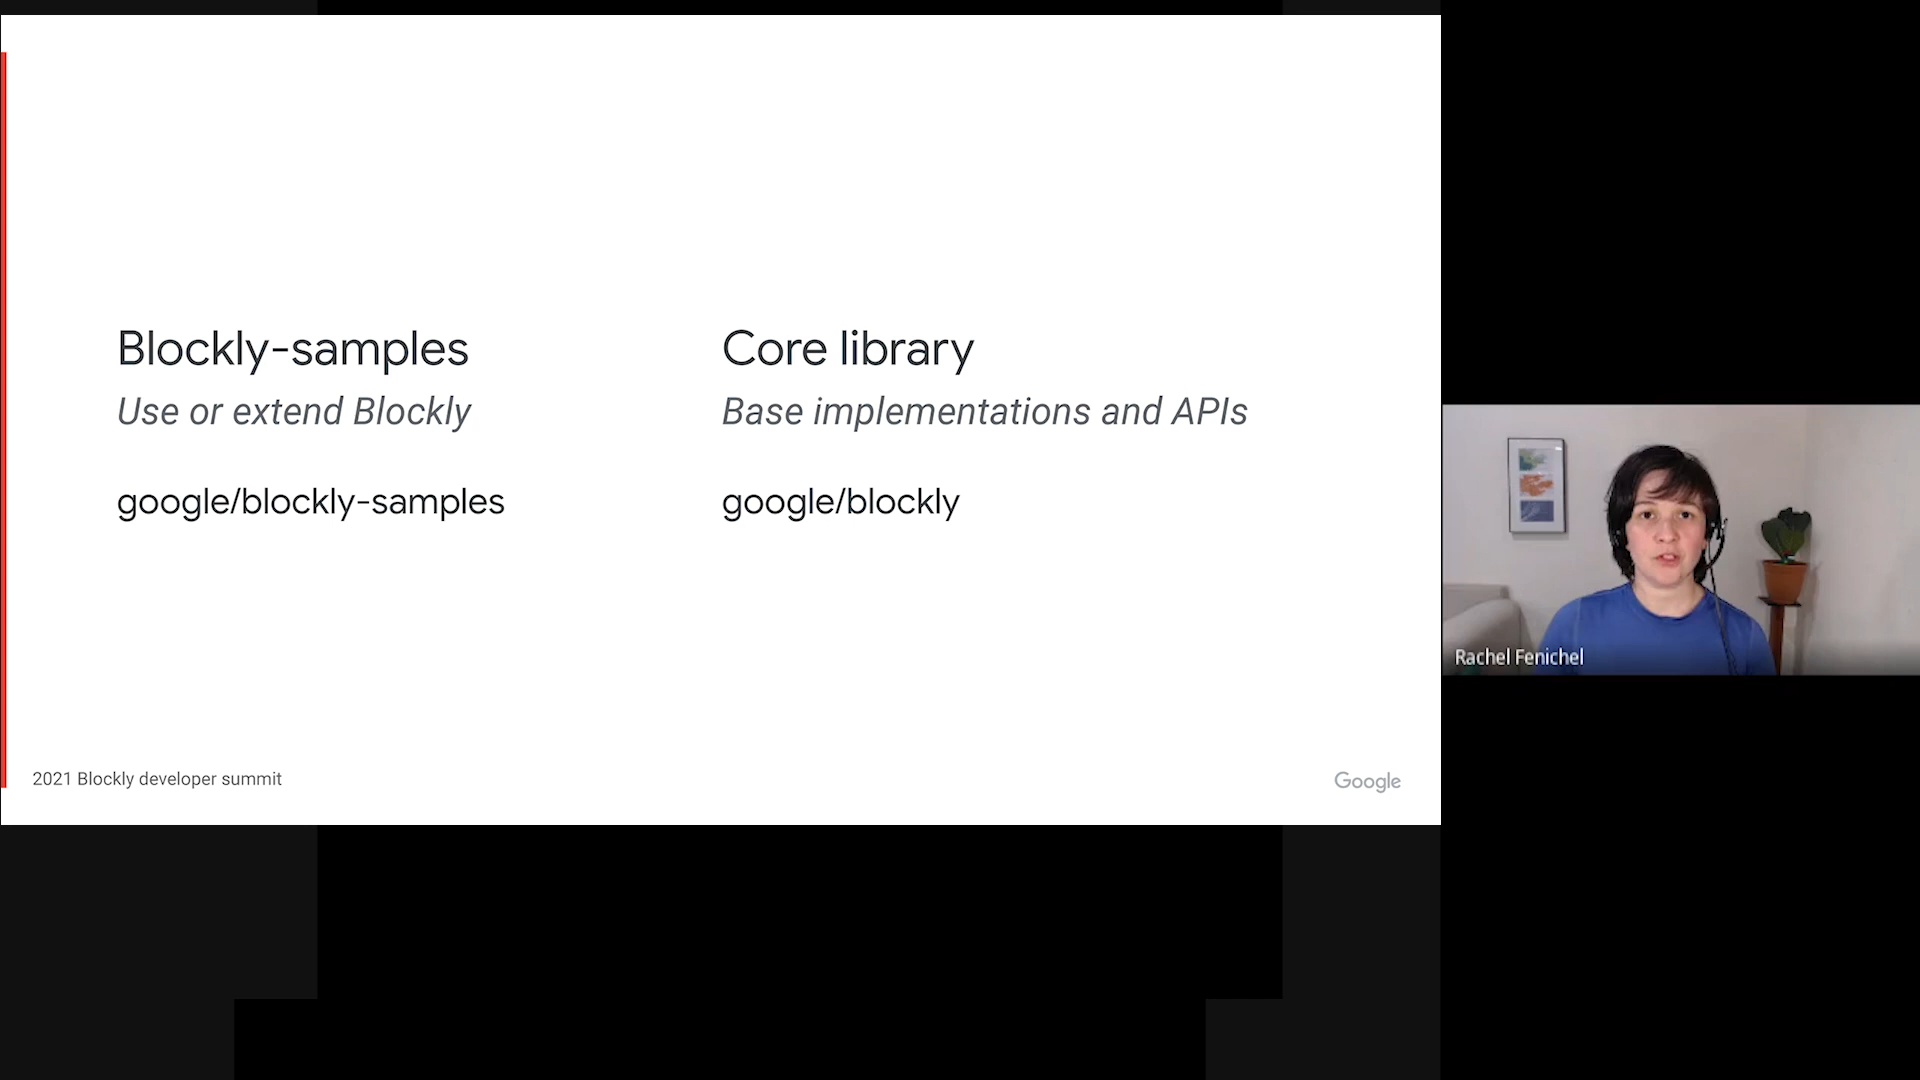 Blockly-samples
Use or extend Blockly
google/blockly-samples
Core library
Base implementations and APIs
google/blockly
Rachel Fenichel
2021 Blockly developer summit
Google